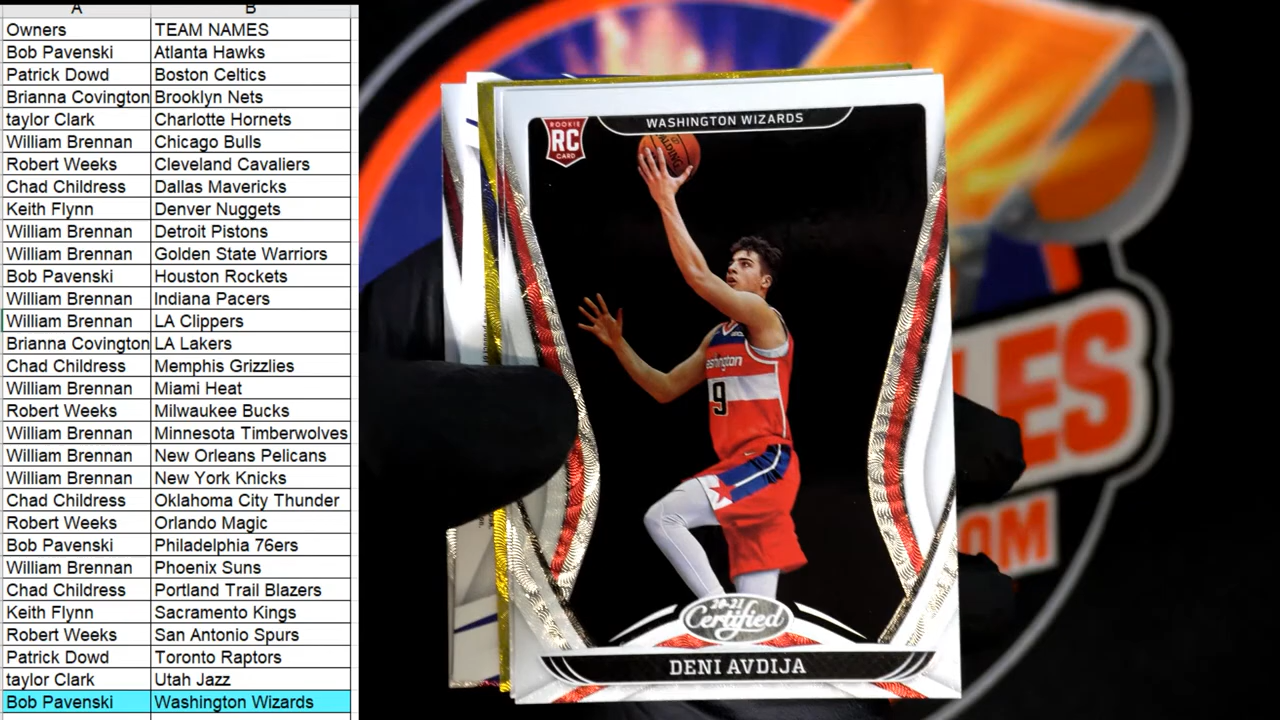 A B
Owners TEAM NAMES
Bob Pavenski Atlanta Hawks
Patrick Dowd Boston Celtics
Brianna Covington Brooklyn Nets
taylor Clark Charlotte Hornets
William Brennan Chicago Bulls
Robert Weeks Cleveland Cavaliers
Chad Childress Dallas Mavericks
Keith Flynn Denver Nuggets
William Brennan Detroit Pistons
William Brennan Golden State Warriors
Bob Pavenski Houston Rockets
William Brennan Indiana Pacers
William Brennan LA Clippers
Brianna Covington LA Lakers
Chad Childress Memphis Grizzlies
William Brennan Miami Heat
Robert Weeks Milwaukee Bucks
William Brennan Minnesota Timberwolves
William Brennan New Orleans Pelicans
William Brennan New York Knicks
Chad Childress Oklahoma City Thunder
Robert Weeks Orlando Magic
Bob Pavenski Philadelphia 76ers
William Brennan Phoenix Suns
Chad Childress Portland Trail Blazers
Keith Flynn Sacramento Kings
Robert Weeks San Antonio Spurs
Patrick Dowd Toronto Raptors
taylor Clark Utah Jazz
Bob Pavenski Washington Wizards
WASHINGTON WIZARDS
ROOKIE
RC
CARD
SPALDING
Washington
9
20-21
Certified
DENI AVDIJA
LES
OM